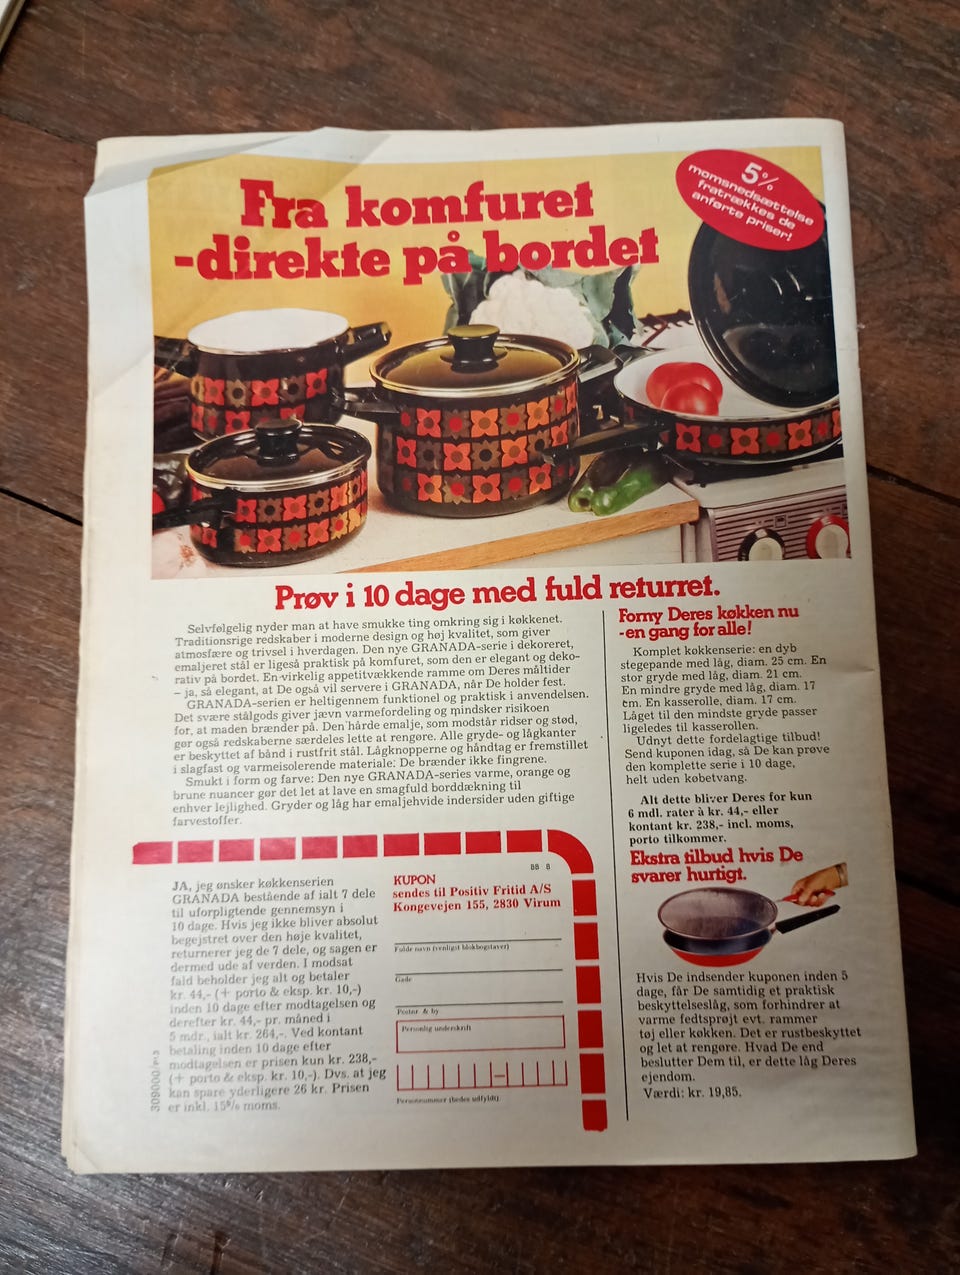 Fra komfuret
-direkte på bordet
5%
momsnedsættelse
fratrækkes de
anførte priser!
Prøv i 10 dage med fuld returret.
Selvfølgelig nyder man at have smukke ting omkring sig i køkkenet.
Traditionsrige redskaber i moderne design og høj kvalitet, som giver
atmosfære og trivsel i hverdagen. Den nye GRANADA-serie i dekoreret,
emaljeret stål er ligeså praktisk på komfuret, som den er elegant og deko-
rativ på bordet. En virkelig appetitvækkende ramme om Deres måltider
– ja, så elegant, at De også vil servere i GRANADA, når De holder fest.
GRANADA-serien er heltigennem funktionel og praktisk i anvendelsen.
Det svære stålgods giver jævn varmefordeling og mindsker risikoen
for, at maden brænder på. Den hårde emalje, som modstår ridser og stød,
gør også redskaberne særdeles lette at rengøre. Alle gryde- og lågkanter
er beskyttet af bånd i rustfrit stål. Lågknopperne og håndtag er fremstillet
i slagfast og varmeisolerende materiale: De brænder ikke fingrene.
Smukt i form og farve: Den nye GRANADA-series varme, orange og
brune nuancer gør det let at lave en smagfuld borddækning til
enhver lejlighed. Gryder og låg har emaljehvide indersider uden giftige
farvestoffer.
Forny Deres køkken nu
-en gang for alle!
Komplet køkkenserie: en dyb
stegepande med låg, diam. 25 cm. En
stor gryde med låg, diam. 21 cm.
En mindre gryde med låg, diam. 17
cm. En kasserolle, diam. 17 cm.
Låget til den mindste gryde passer
ligeledes til kasserollen.
Udnyt dette fordelagtige tilbud!
Send kuponen idag, så De kan prøve
den komplette serie i 10 dage,
helt uden købetvang.
Alt dette bliver Deres for kun
6 mdl. rater à kr. 44,- eller
kontant kr. 238,- incl. moms,
porto tilkommer.
Ekstra tilbud hvis De
svarer hurtigt.
Hvis De indsender kuponen inden 5
dage, får De samtidig et praktisk
beskyttelseslåg, som forhindrer at
varme fedtsprøjt evt. rammer
tøj eller køkken. Det er rustbeskyttet
og let at rengøre. Hvad De end
beslutter Dem til, er dette låg Deres
ejendom.
Værdi: kr. 19,85.
JA, jeg ønsker køkkenserien
GRANADA bestående af ialt 7 dele
til uforpligtende gennemsyn i
10 dage. Hvis jeg ikke bliver absolut
begejstret over den høje kvalitet,
returnerer jeg de 7 dele, og sagen er
dermed ude af verden. I modsat
fald beholder jeg alt og betaler
kr. 44,- (+ porto & eksp. kr. 10,-)
inden 10 dage efter modtagelsen og
derefter kr. 44,- pr. måned i
5 mdr., ialt kr. 264,-. Ved kontant
betaling inden 10 dage efter
modtagelsen er prisen kun kr. 238,-
(+ porto & eksp. kr. 10,-). Dvs. at jeg
kan spare yderligere 26 kr. Prisen
er inkl. 15% moms.
BB 8
KUPON
sendes til Positiv Fritid A/S
Kongevejen 155, 2830 Virum
Fulde navn (venligst blokbogstaver)
Gade
Postnr & by
Personlig underskrift
Personnummer (bedes udfyldt)